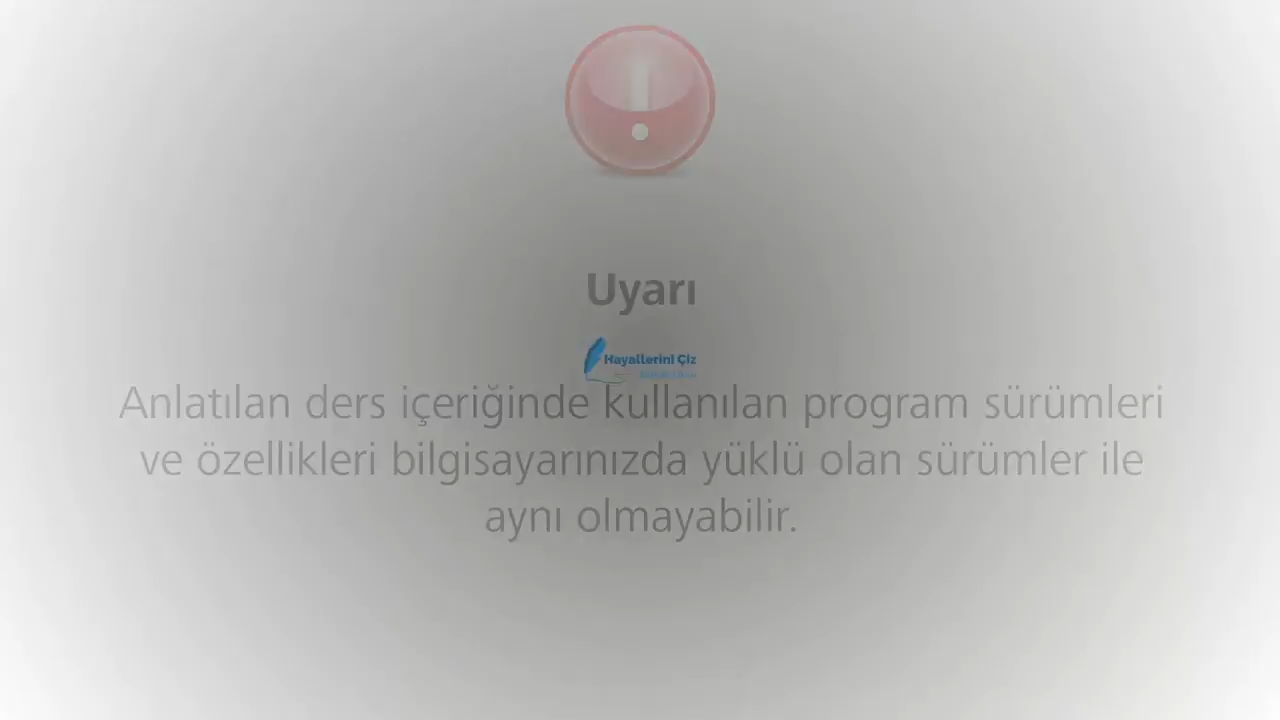 Uyarı
Hayallerini Çiz
Anlatılan ders içeriğinde kullanılan program sürümleri
ve özellikleri bilgisayarınızda yüklü olan sürümler ile
aynı olmayabilir.